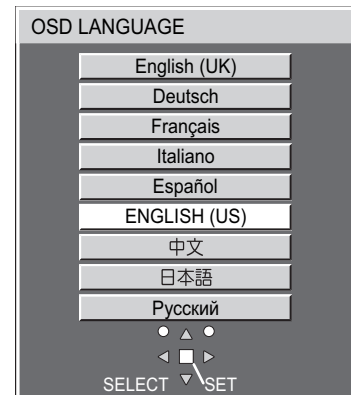 OSD LANGUAGE
English (UK)
Deutsch
Français
Italiano
Español
ENGLISH (US)
中文
日本語
Русский
SELECT SET